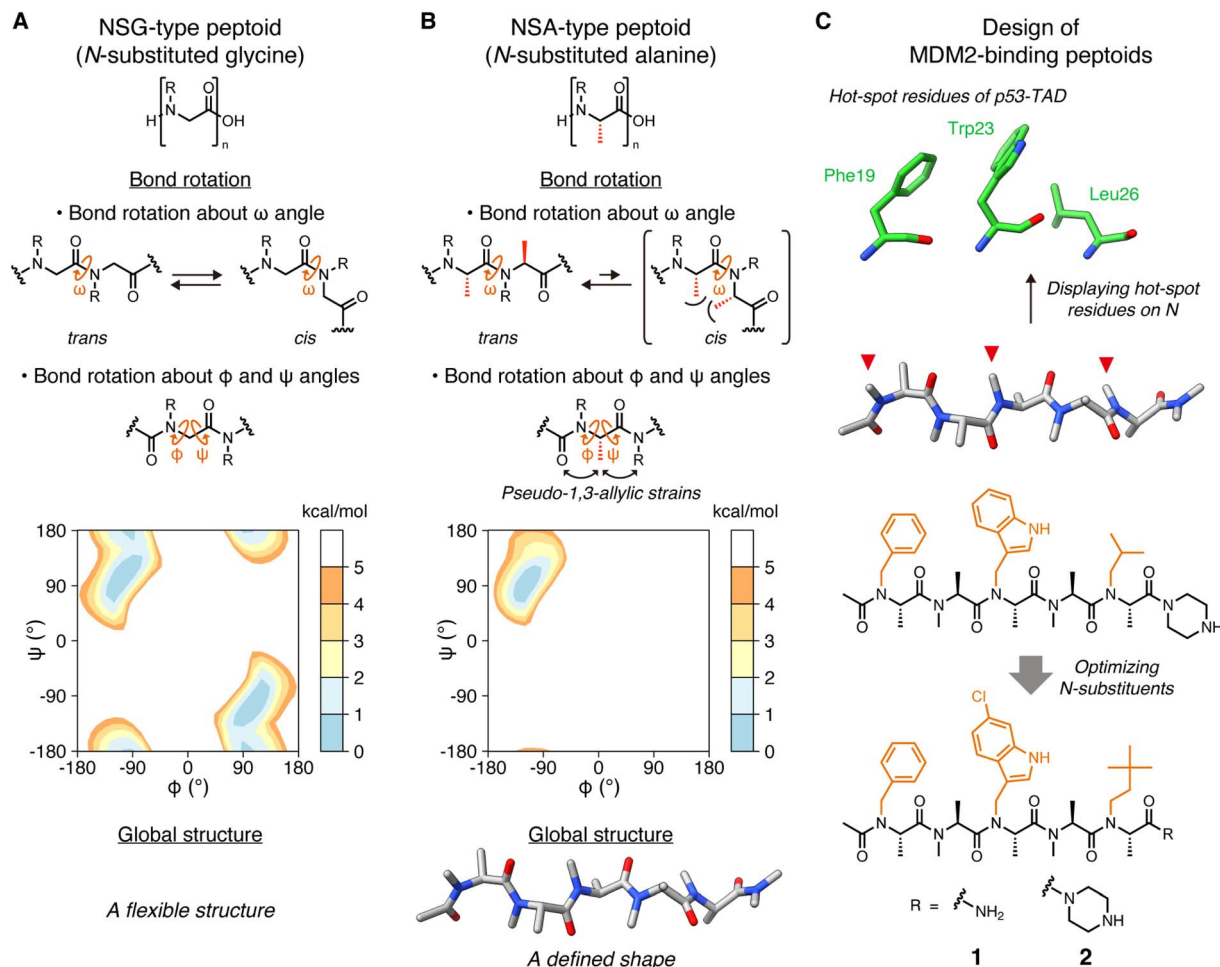 A
NSG-type peptoid
(N-substituted glycine)
R
O
H
N
OH
n
Bond rotation
• Bond rotation about ω angle
R
O
N
N
R
O
ω
trans
R
O
N
R
N
ω
O
cis
• Bond rotation about φ and ψ angles
R
O
N
N
O
φ
ψ
R
kcal/mol
180
90
0
-90
-180
ψ (°)
-180
-90
0
90
180
φ (°)
5
4
3
2
1
0
Global structure
A flexible structure
B
NSA-type peptoid
(N-substituted alanine)
R
O
H
N
OH
n
Bond rotation
• Bond rotation about ω angle
R
O
N
N
R
O
ω
trans
R
O
N
R
N
ω
O
cis
• Bond rotation about φ and ψ angles
R
O
N
N
O
φ
ψ
R
Pseudo-1,3-allylic strains
kcal/mol
180
90
0
-90
-180
ψ (°)
-180
-90
0
90
180
φ (°)
5
4
3
2
1
0
Global structure
A defined shape
C
Design of
MDM2-binding peptoids
Hot-spot residues of p53-TAD
Trp23
Phe19
Leu26
Displaying hot-spot
residues on N
NH
O
O
O
N
N
N
N
N
N
O
O
O
NH
Optimizing
N-substituents
Cl
NH
O
O
O
N
N
N
N
N
R
O
O
O
R =
NH2
N
NH
1
2